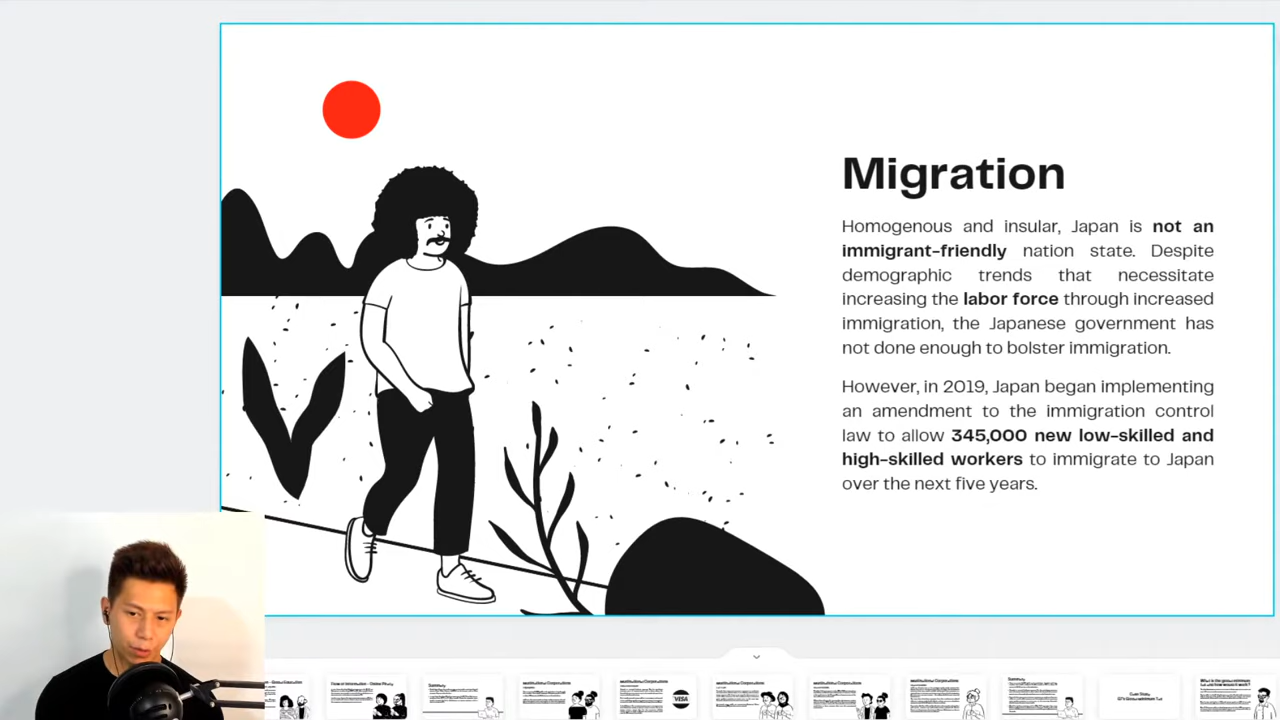 Migration
Homogenous and insular, Japan is not an
immigrant-friendly nation state. Despite
demographic trends that necessitate
increasing the labor force through increased
immigration, the Japanese government has
not done enough to bolster immigration.
However, in 2019, Japan began implementing
an amendment to the immigration control
law to allow 345,000 new low-skilled and
high-skilled workers to immigrate to Japan
over the next five years.